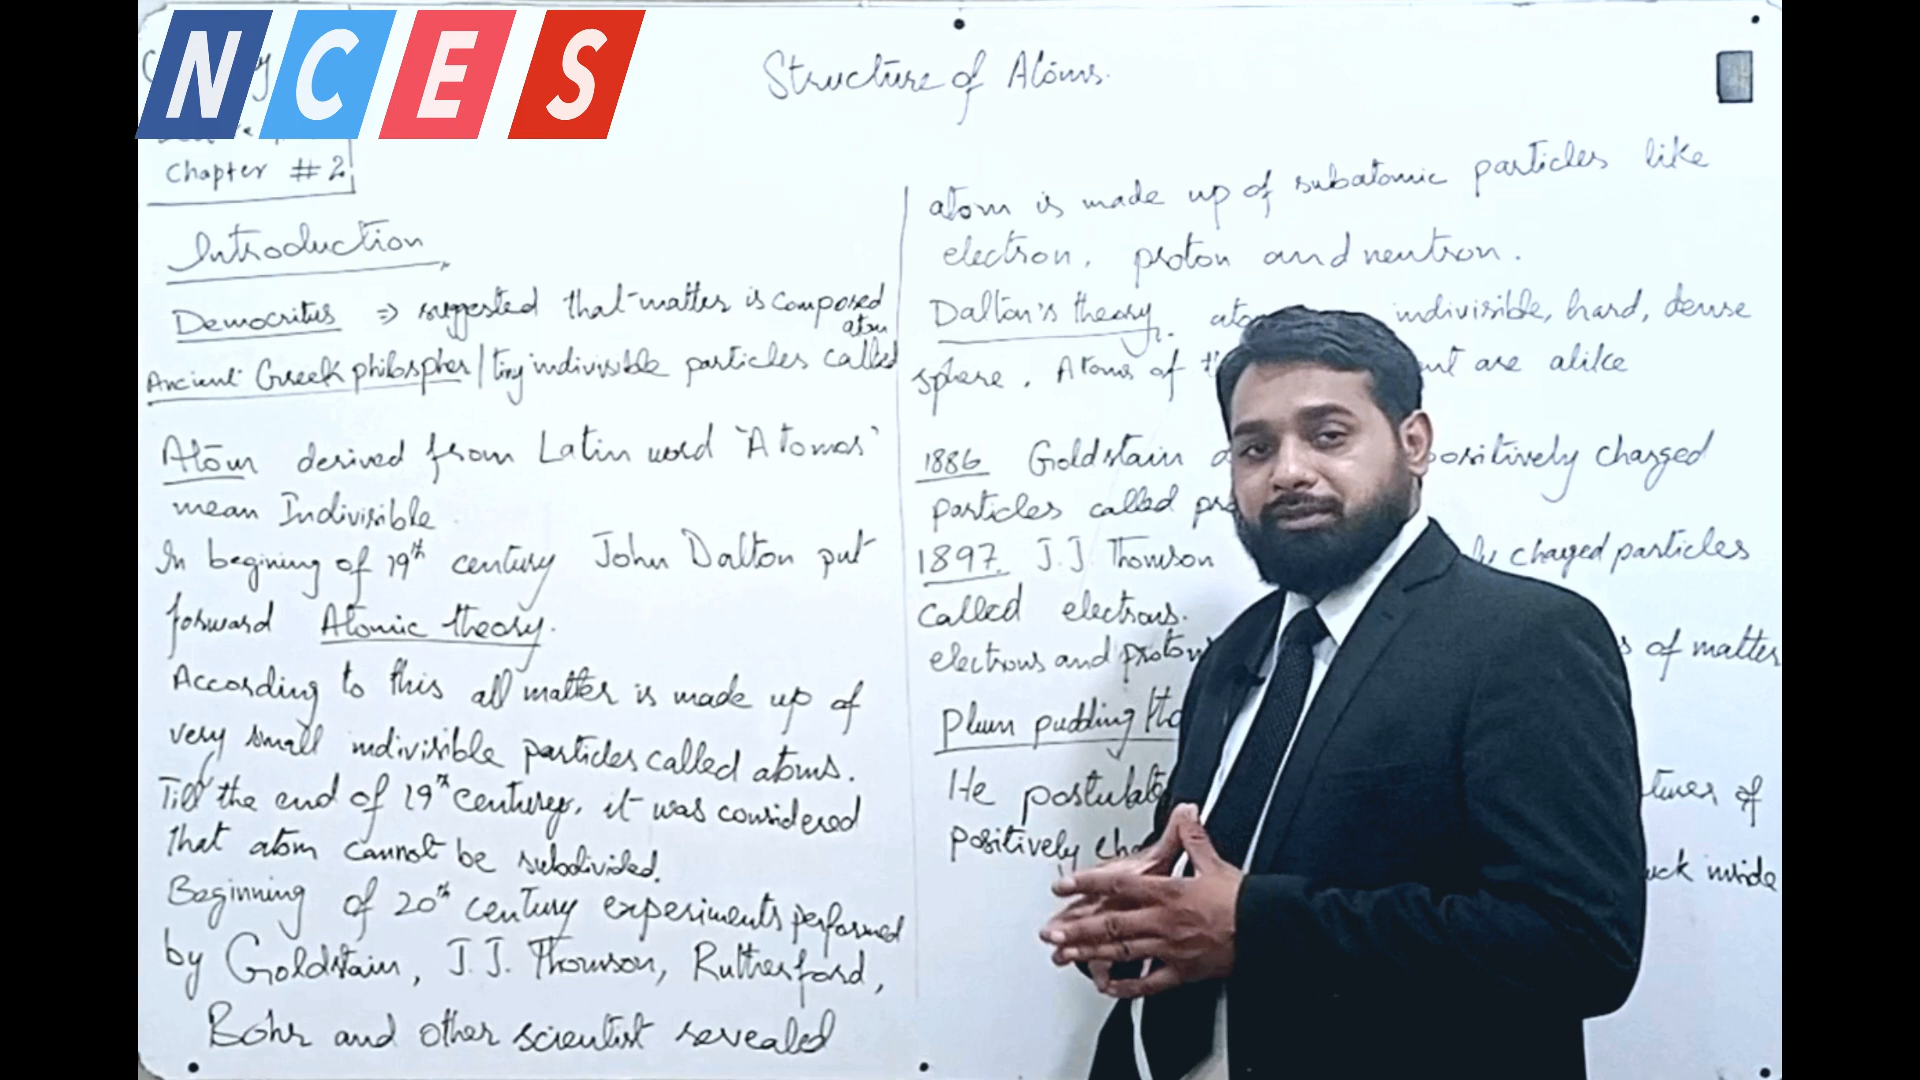 NCES
Structure of Atoms.
Chapter # 2
Introduction
Democritus ⇒ suggested that matter is composed
atom
Ancient Greek philospher / tiny indivisible particles called
Atom derived from Latin word 'Atomos'
mean Indivisible
In begining of 19th century John Dalton put
forward Atomic theory.
According to this all matter is made up of
very small indivisible particles called atoms.
Till the end of 19th century, it was considered
that atom cannot be subdivided.
Beginning of 20th century experiments performed
by Goldstain, J.J. Thomson, Rutherford,
Bohr and other scientist revealed
atom is made up of subatomic particles like
electron, proton and neutron.
Dalton's theory. indivisible, hard, dense
sphere. Atoms of are alike
1886 Goldstain positively charged
particles called
1897. J.J Thomson charged particles
called electrons.
electrons and of matter
Plum pudding
He
positively
of
inside